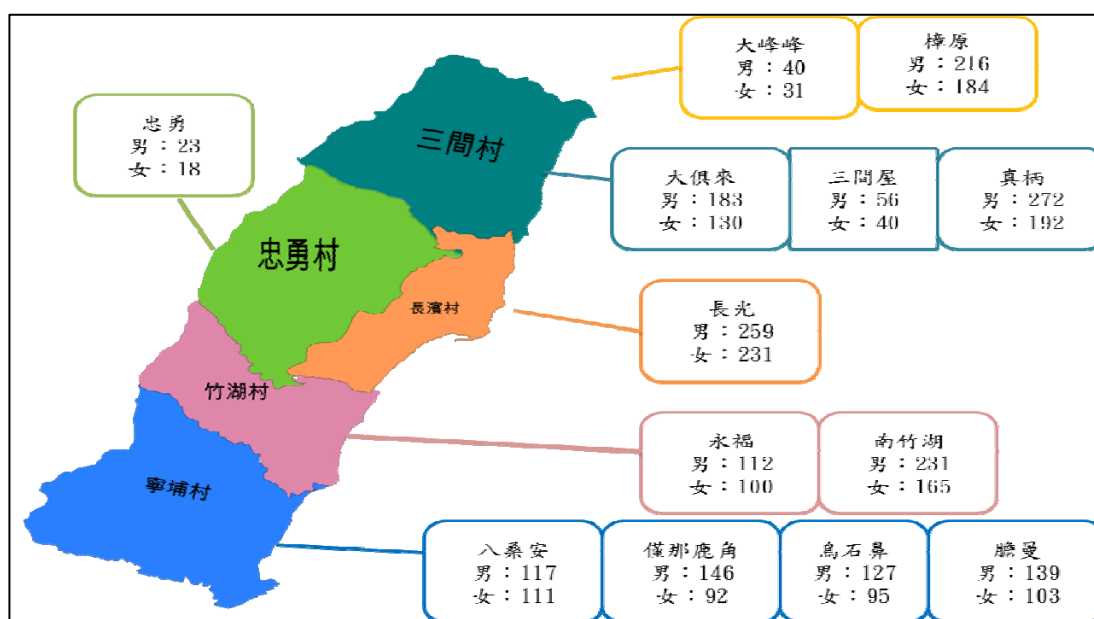 大峰峰
男：40
女：31
樟原
男：216
女：184
忠勇
男：23
女：18
三間村
大俱來
男：183
女：130
三間屋
男：56
女：40
真柄
男：272
女：192
忠勇村
長濱村
長光
男：259
女：231
竹湖村
永福
男：112
女：100
南竹湖
男：231
女：165
寧埔村
八桑安
男：117
女：111
僅那鹿角
男：146
女：92
烏石鼻
男：127
女：95
膽曼
男：139
女：103